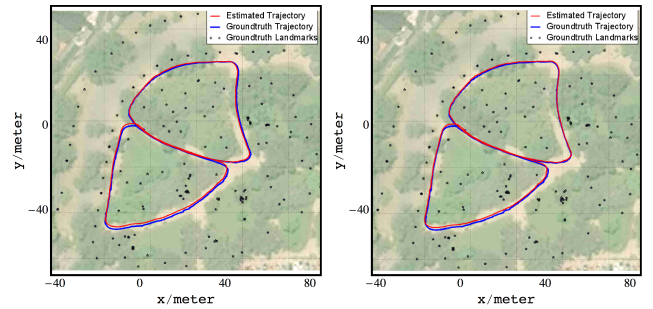 Estimated Trajectory
Groundtruth Trajectory
Groundtruth Landmarks
40
0
−40
y/meter
−40
0
40
80
x/meter
Estimated Trajectory
Groundtruth Trajectory
Groundtruth Landmarks
40
0
−40
y/meter
−40
0
40
80
x/meter